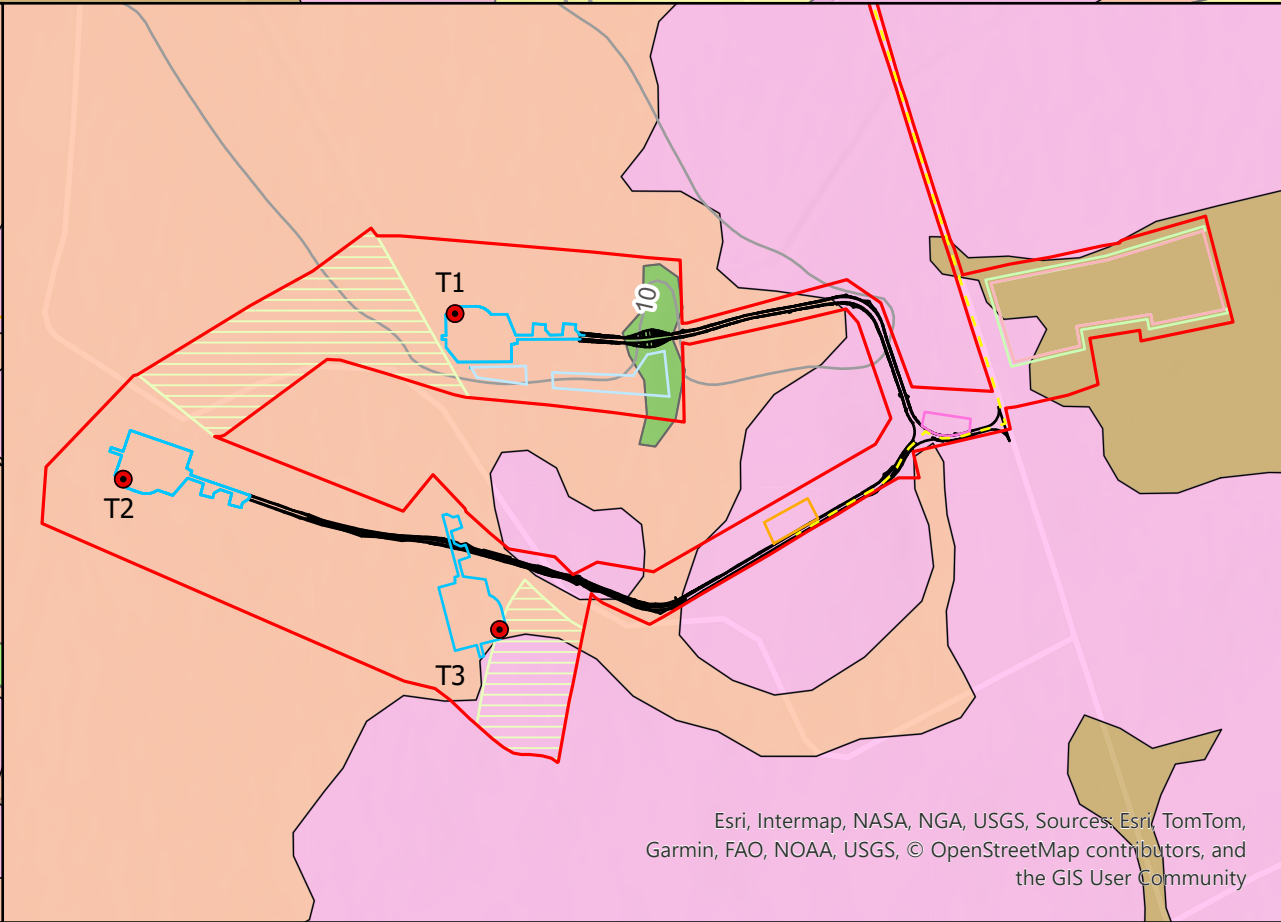 T1
10
T2
T3
Esri, Intermap, NASA, NGA, USGS, Sources: Esri, TomTom,
Garmin, FAO, NOAA, USGS, © OpenStreetMap contributors, and
the GIS User Community